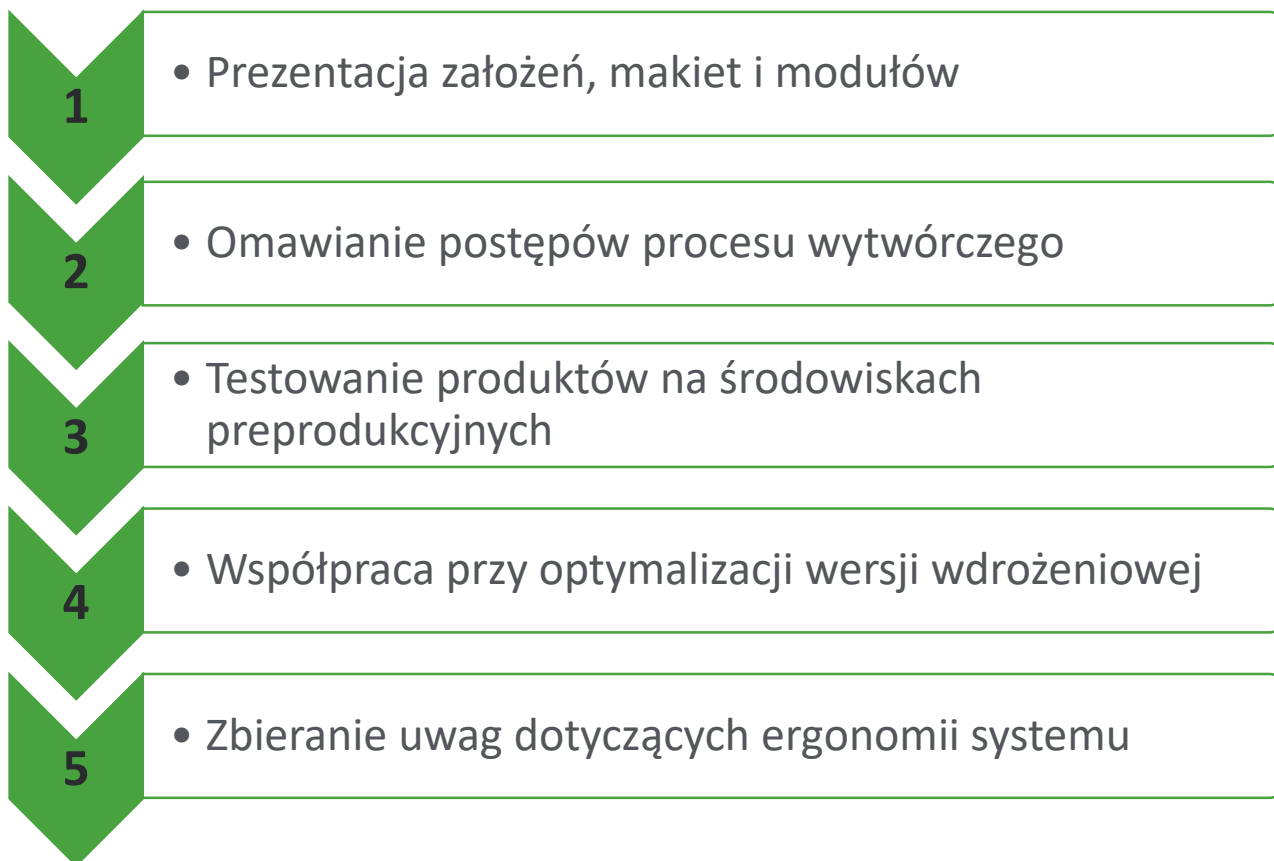 1
• Prezentacja założeń, makiet i modułów
2
• Omawianie postępów procesu wytwórczego
3
• Testowanie produktów na środowiskach
preprodukcyjnych
4
• Współpraca przy optymalizacji wersji wdrożeniowej
5
• Zbieranie uwag dotyczących ergonomii systemu